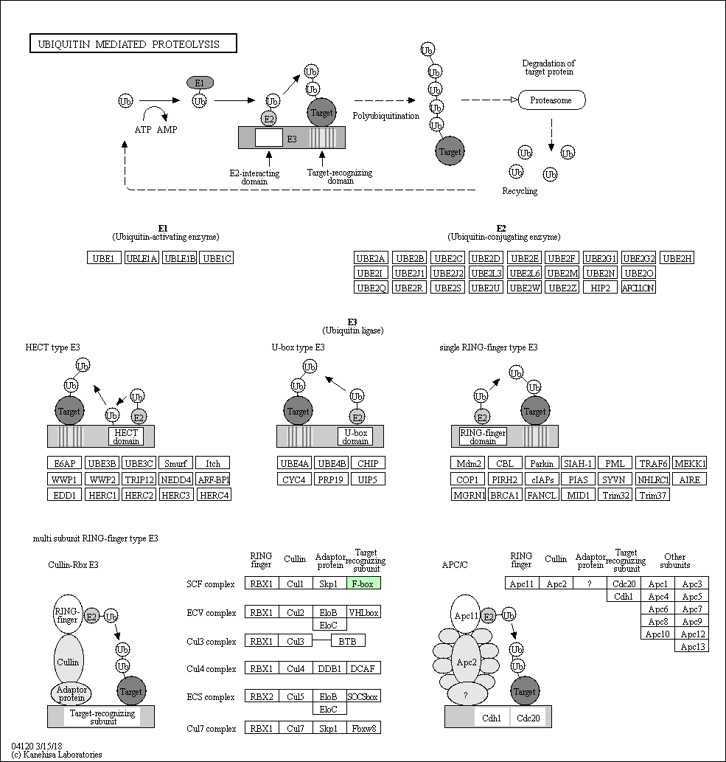 UBIQUITIN MEDIATED PROTEOLYSIS
Ub
E1
Ub
ATP AMP
Ub
E2
Ub
Ub
Target
E3
E2-interacting
domain
Target-recognizing
domain
Polyubiquitination
Ub
Ub
Ub
Ub
Ub
Target
Degradation of
target protein
Proteasome
Ub
Ub
Ub
Ub
Recycling
E1
(Ubiquitin-activating enzyme)
UBE1 UBLE1A UBLE1B UBE1C
E2
(Ubiquitin-conjugating enzyme)
UBE2A UBE2B UBE2C UBE2D UBE2E UBE2F UBE2G1 UBE2G2 UBE2H
UBE2I UBE2J1 UBE2J2 UBE2L3 UBE2L6 UBE2M UBE2N UBE2O
UBE2Q UBE2R UBE2S UBE2U UBE2W UBE2Z HIP2 AFCLLCN
E3
(Ubiquitin ligase)
HECT type E3
Ub
Ub
Target
Ub
Ub
E2
HECT
domain
E6AP UBE3B UBE3C Smurf Itch
WWP1 WWP2 TRIP12 NEDD4 ARF-BP1
EDD1 HERC1 HERC2 HERC3 HERC4
U-box type E3
Ub
Ub
Target
Ub
E2
U-box
domain
UBE4A UBE4B CHIP
CYC4 PRP19 UIP5
single RING-finger type E3
Ub
E2
Ub
Ub
Target
RING-finger
domain
Mdm2 CBL Parkin SIAH-1 PML TRAF6 MEKK1
COP1 PIRH2 cIAPs PIAS SYVN NHLRC1 AIRE
MGRN1 BRCA1 FANCL MID1 Trim32 Trim37
multi subunit RING-finger type E3
Cullin-Rbx E3
RING-
finger
E2
Ub
Cullin
Ub
Ub
Adaptor
protein
Target
Target-recognizing
subunit
RING
finger
Cullin
Adaptor
protein
Target
recognizing
subunit
SCF complex RBX1 Cul1 Skp1 F-box
ECV complex RBX1 Cul2 EloB VHLbox
EloC
Cul3 complex RBX1 Cul3 BTB
Cul4 complex RBX1 Cul4 DDB1 DCAF
ECS complex RBX2 Cul5 EloB SOCSbox
EloC
Cul7 complex RBX1 Cul7 Skp1 Fbxw8
APC/C
RING
finger
Cullin
Adaptor
protein
Target
recognizing
subunit
Other
subunits
Apc11 Apc2 ? Cdc20 Apc1 Apc3
Cdh1 Apc4 Apc5
Apc6 Apc7
Apc8 Apc9
Apc10 Apc12
Apc13
Apc11
E2
Ub
Apc2
Ub
Ub
?
Target
Cdh1 Cdc20
04120 3/15/18
(c) Kanehisa Laboratories